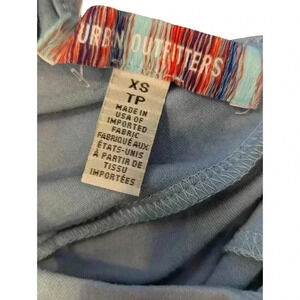 URBN OUTFITTERS
XS
TP
MADE IN
USA OF
IMPORTED
FABRIC
FABRIQUÉ AUX
ÉTATS-UNIS
À PARTIR DE
TISSU
IMPORTÉES